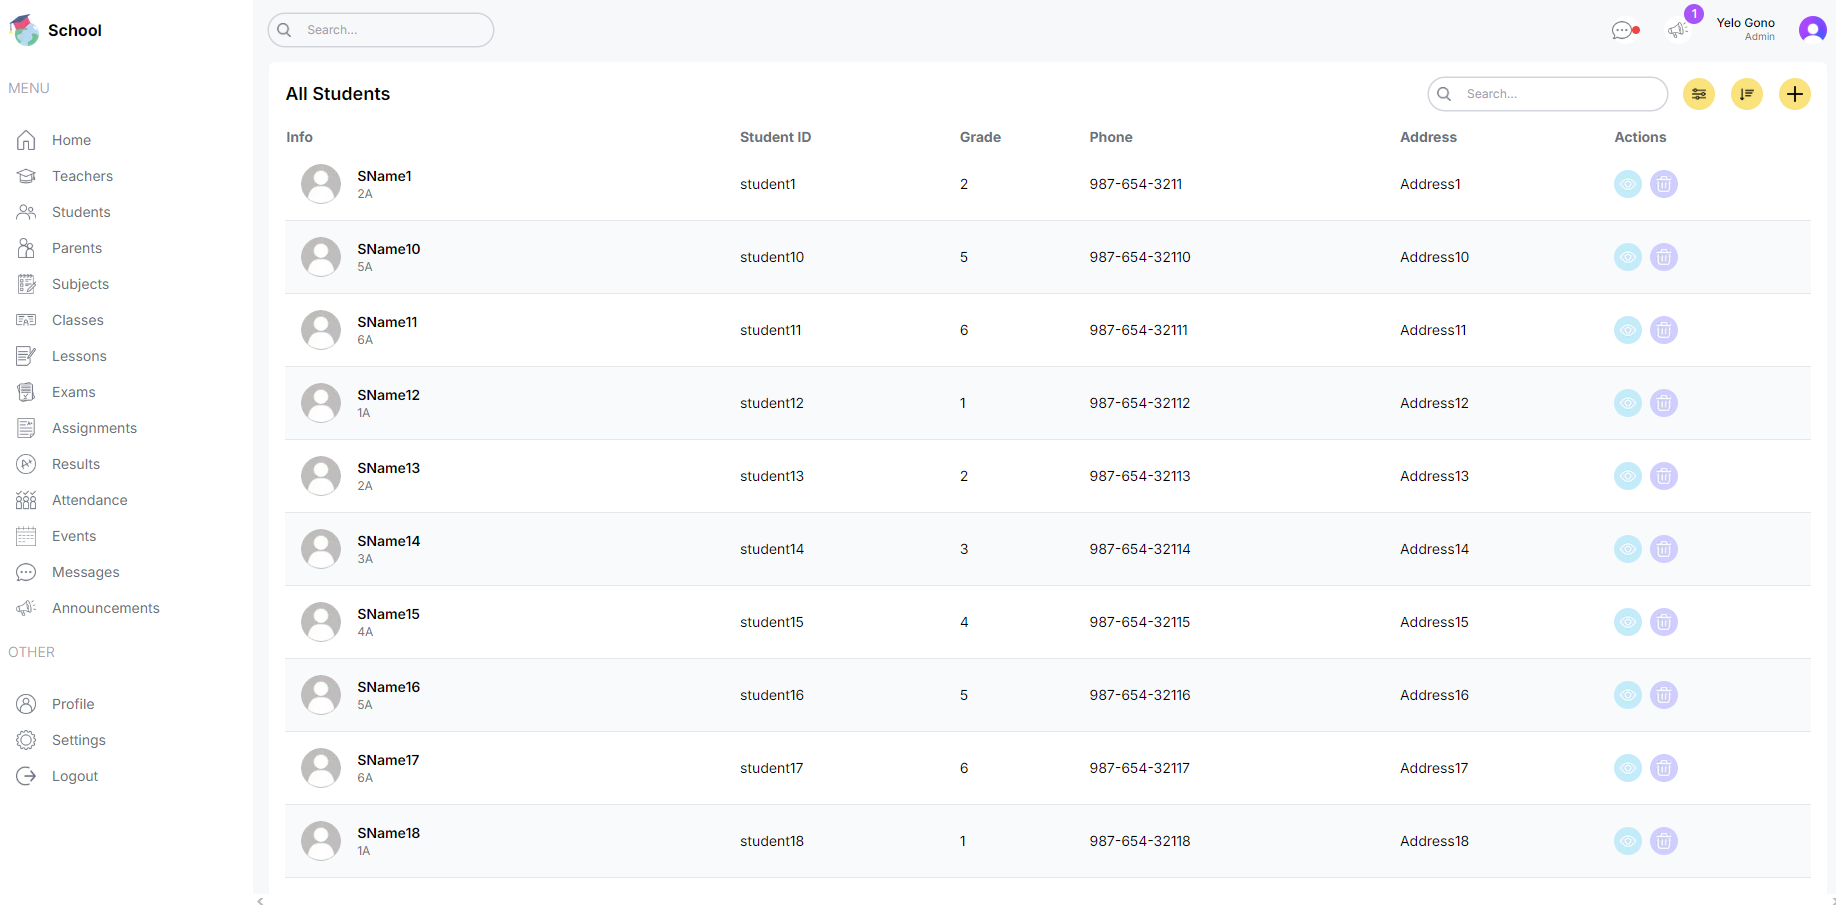 School
Search...
1
Yelo Gono
Admin
MENU
Home
Teachers
Students
Parents
Subjects
Classes
Lessons
Exams
Assignments
Results
Attendance
Events
Messages
Announcements
OTHER
Profile
Settings
Logout
All Students
Search...
Info Student ID Grade Phone Address Actions
SName1
2A
student1 2 987-654-3211 Address1
SName10
5A
student10 5 987-654-32110 Address10
SName11
6A
student11 6 987-654-32111 Address11
SName12
1A
student12 1 987-654-32112 Address12
SName13
2A
student13 2 987-654-32113 Address13
SName14
3A
student14 3 987-654-32114 Address14
SName15
4A
student15 4 987-654-32115 Address15
SName16
5A
student16 5 987-654-32116 Address16
SName17
6A
student17 6 987-654-32117 Address17
SName18
1A
student18 1 987-654-32118 Address18